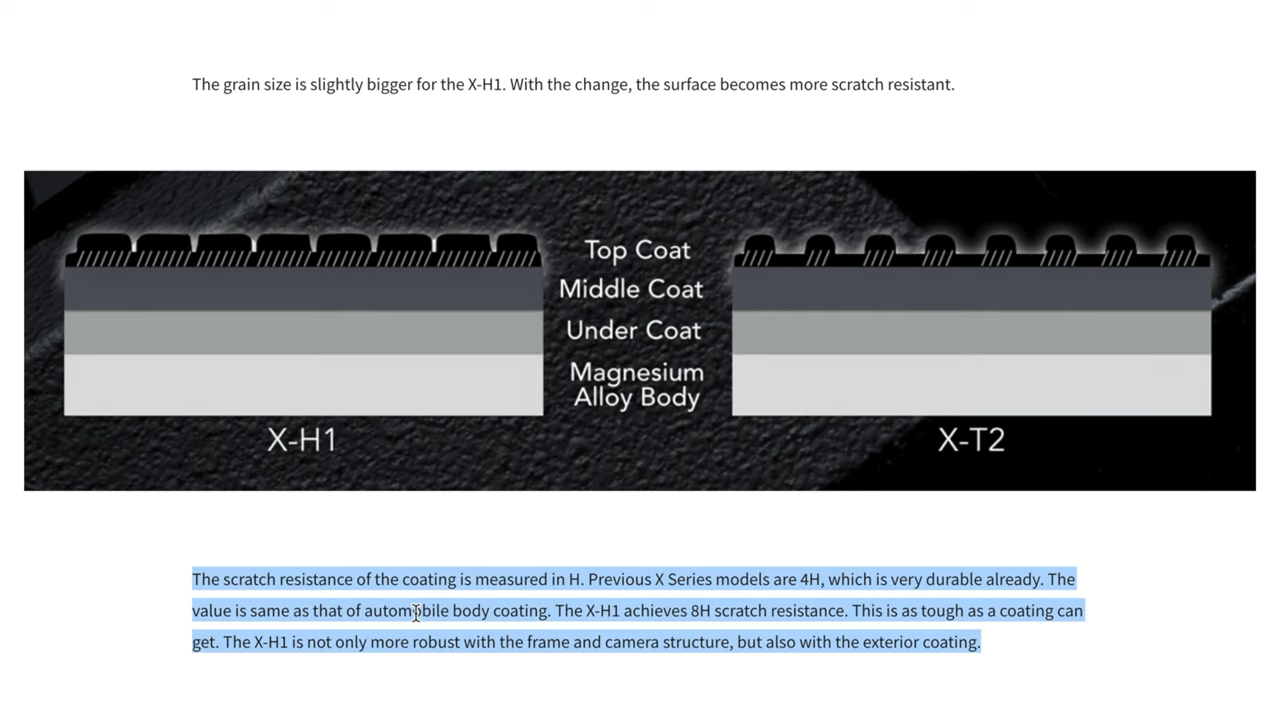 The grain size is slightly bigger for the X-H1. With the change, the surface becomes more scratch resistant.
Top Coat
Middle Coat
Under Coat
Magnesium
Alloy Body
X-H1
X-T2
The scratch resistance of the coating is measured in H. Previous X Series models are 4H, which is very durable already. The
value is same as that of automobile body coating. The X-H1 achieves 8H scratch resistance. This is as tough as a coating can
get. The X-H1 is not only more robust with the frame and camera structure, but also with the exterior coating.